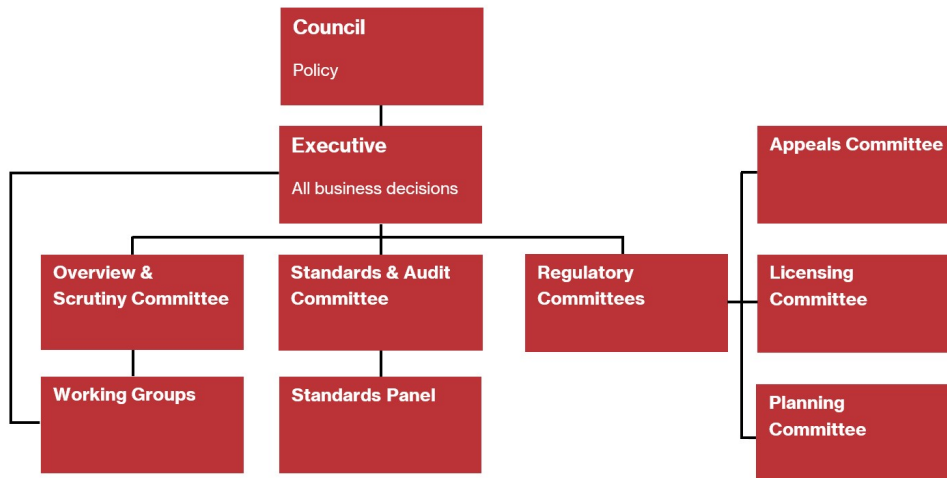 Council
Policy
Executive
All business decisions
Overview &
Scrutiny Committee
Standards & Audit
Committee
Regulatory
Committees
Working Groups
Standards Panel
Appeals Committee
Licensing
Committee
Planning
Committee